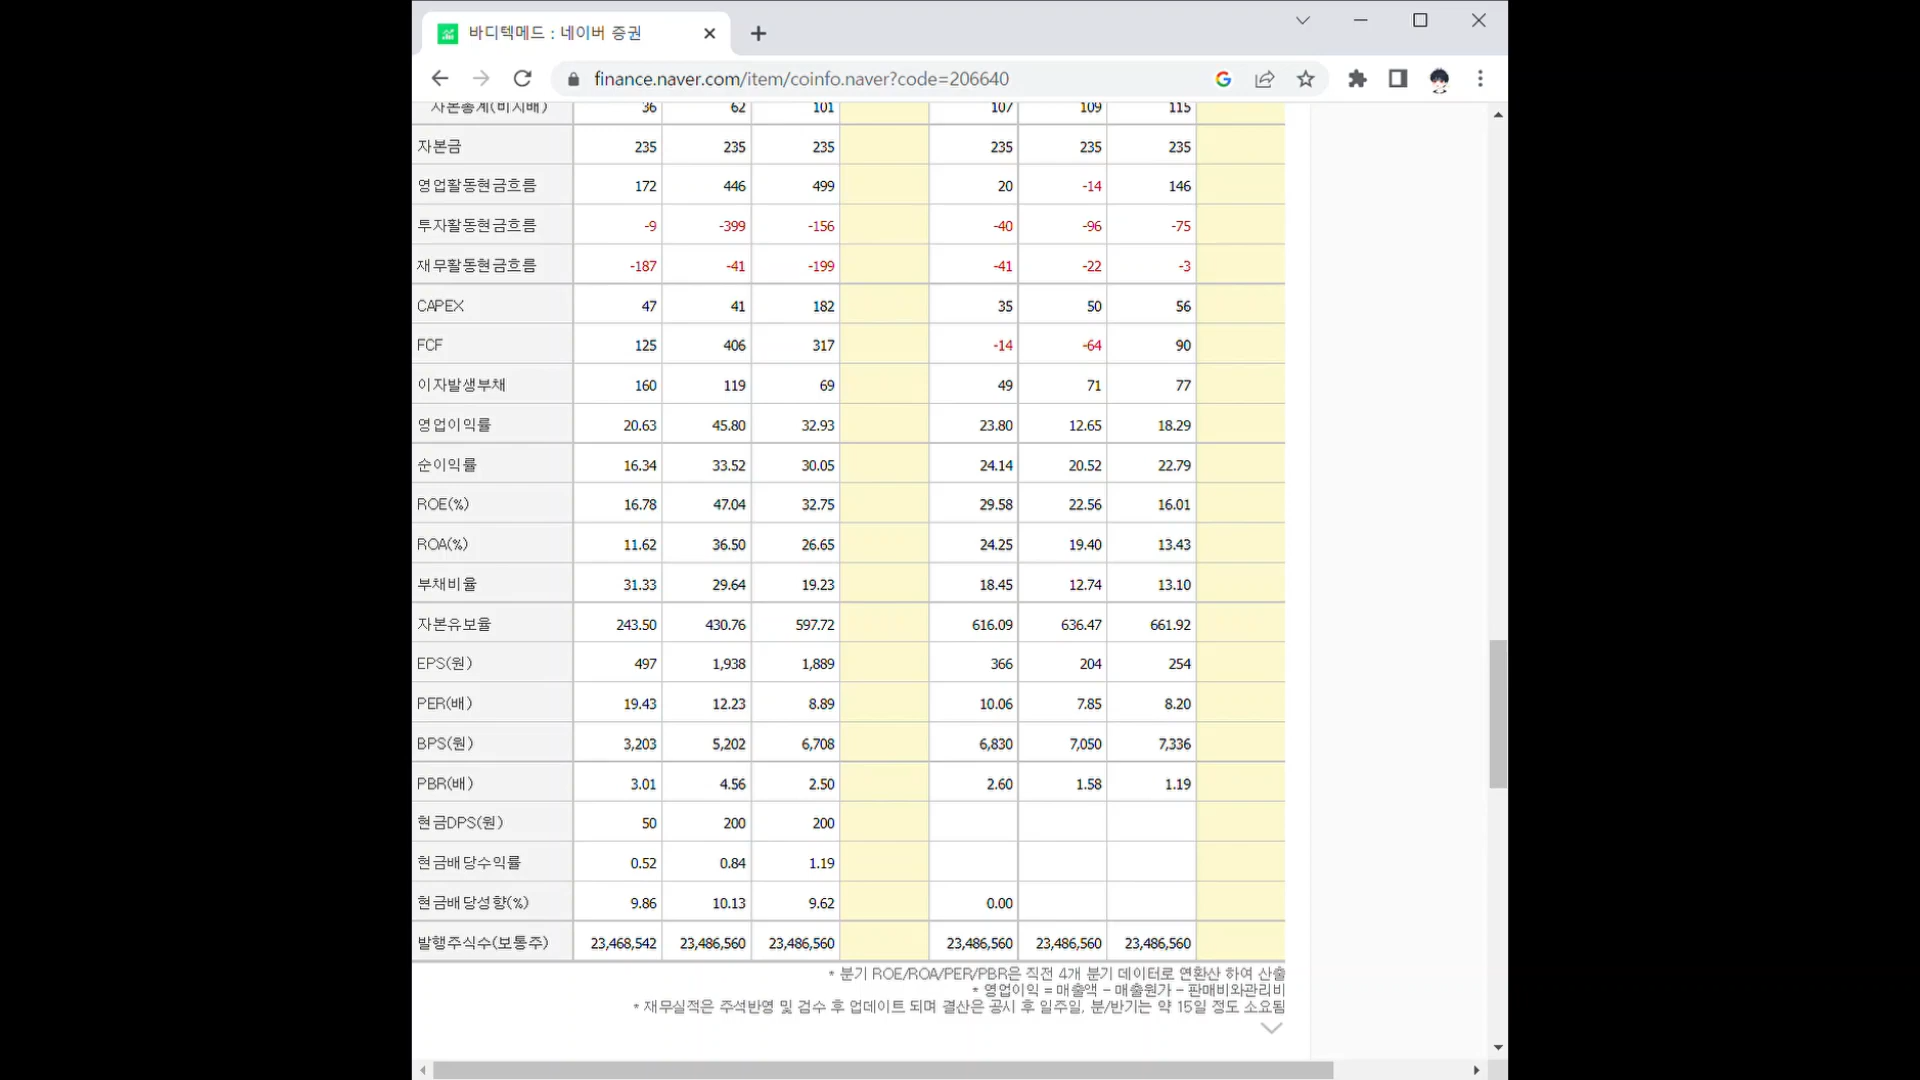 바디텍메드 : 네이버 증권
finance.naver.com/item/coinfo.naver?code=206640
자본총계(비지배) 36 62 101 107 109 115
자본금 235 235 235 235 235 235
영업활동현금흐름 172 446 499 20 -14 146
투자활동현금흐름 -9 -399 -156 -40 -96 -75
재무활동현금흐름 -187 -41 -199 -41 -22 -3
CAPEX 47 41 182 35 50 56
FCF 125 406 317 -14 -64 90
이자발생부채 160 119 69 49 71 77
영업이익률 20.63 45.80 32.93 23.80 12.65 18.29
순이익률 16.34 33.52 30.05 24.14 20.52 22.79
ROE(%) 16.78 47.04 32.75 29.58 22.56 16.01
ROA(%) 11.62 36.50 26.65 24.25 19.40 13.43
부채비율 31.33 29.64 19.23 18.45 12.74 13.10
자본유보율 243.50 430.76 597.72 616.09 636.47 661.92
EPS(원) 497 1,938 1,889 366 204 254
PER(배) 19.43 12.23 8.89 10.06 7.85 8.20
BPS(원) 3,203 5,202 6,708 6,830 7,050 7,336
PBR(배) 3.01 4.56 2.50 2.60 1.58 1.19
현금DPS(원) 50 200 200
현금배당수익률 0.52 0.84 1.19
현금배당성향(%) 9.86 10.13 9.62 0.00
발행주식수(보통주) 23,468,542 23,486,560 23,486,560 23,486,560 23,486,560 23,486,560
* 분기 ROE/ROA/PER/PBR은 직전 4개 분기 데이터로 연환산 하여 산출
* 영업이익 = 매출액 - 매출원가 - 판매비와관리비
* 재무실적은 주석반영 및 검수 후 업데이트 되며 결산은 공시 후 일주일, 분/반기는 약 15일 정도 소요됨